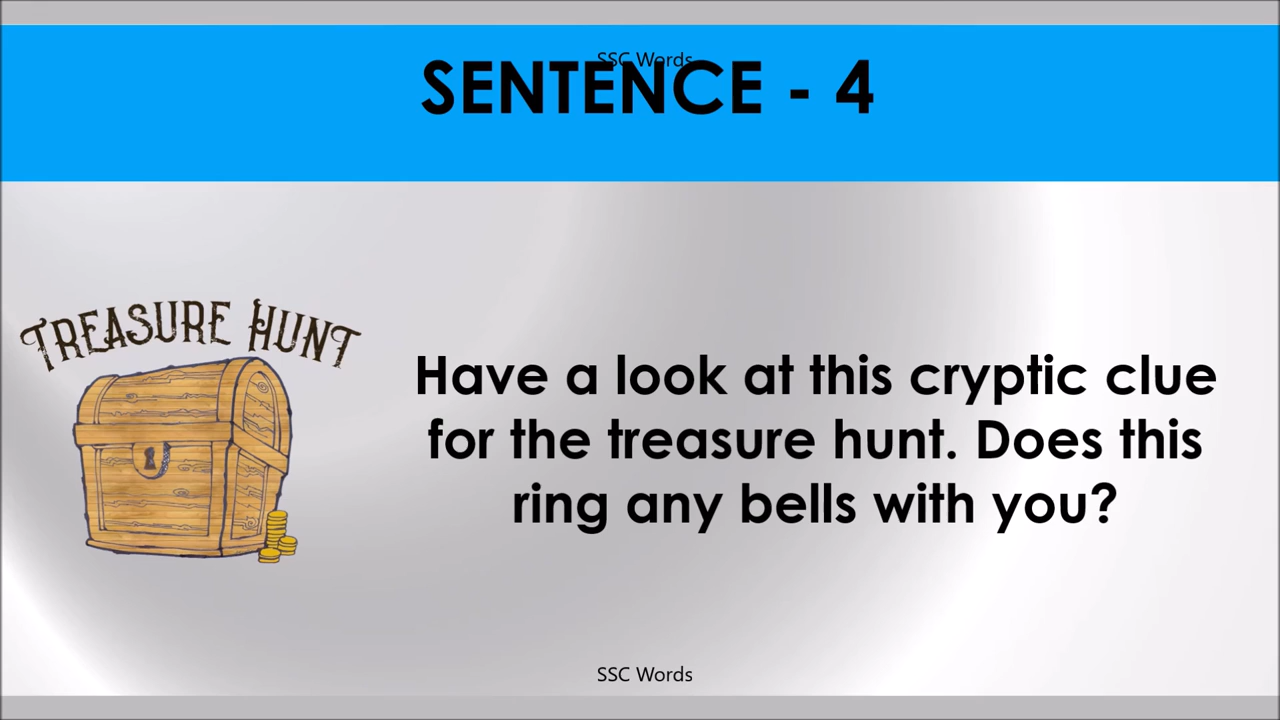 SSC Words
SENTENCE - 4
TREASURE HUNT
Have a look at this cryptic clue
for the treasure hunt. Does this
ring any bells with you?
SSC Words